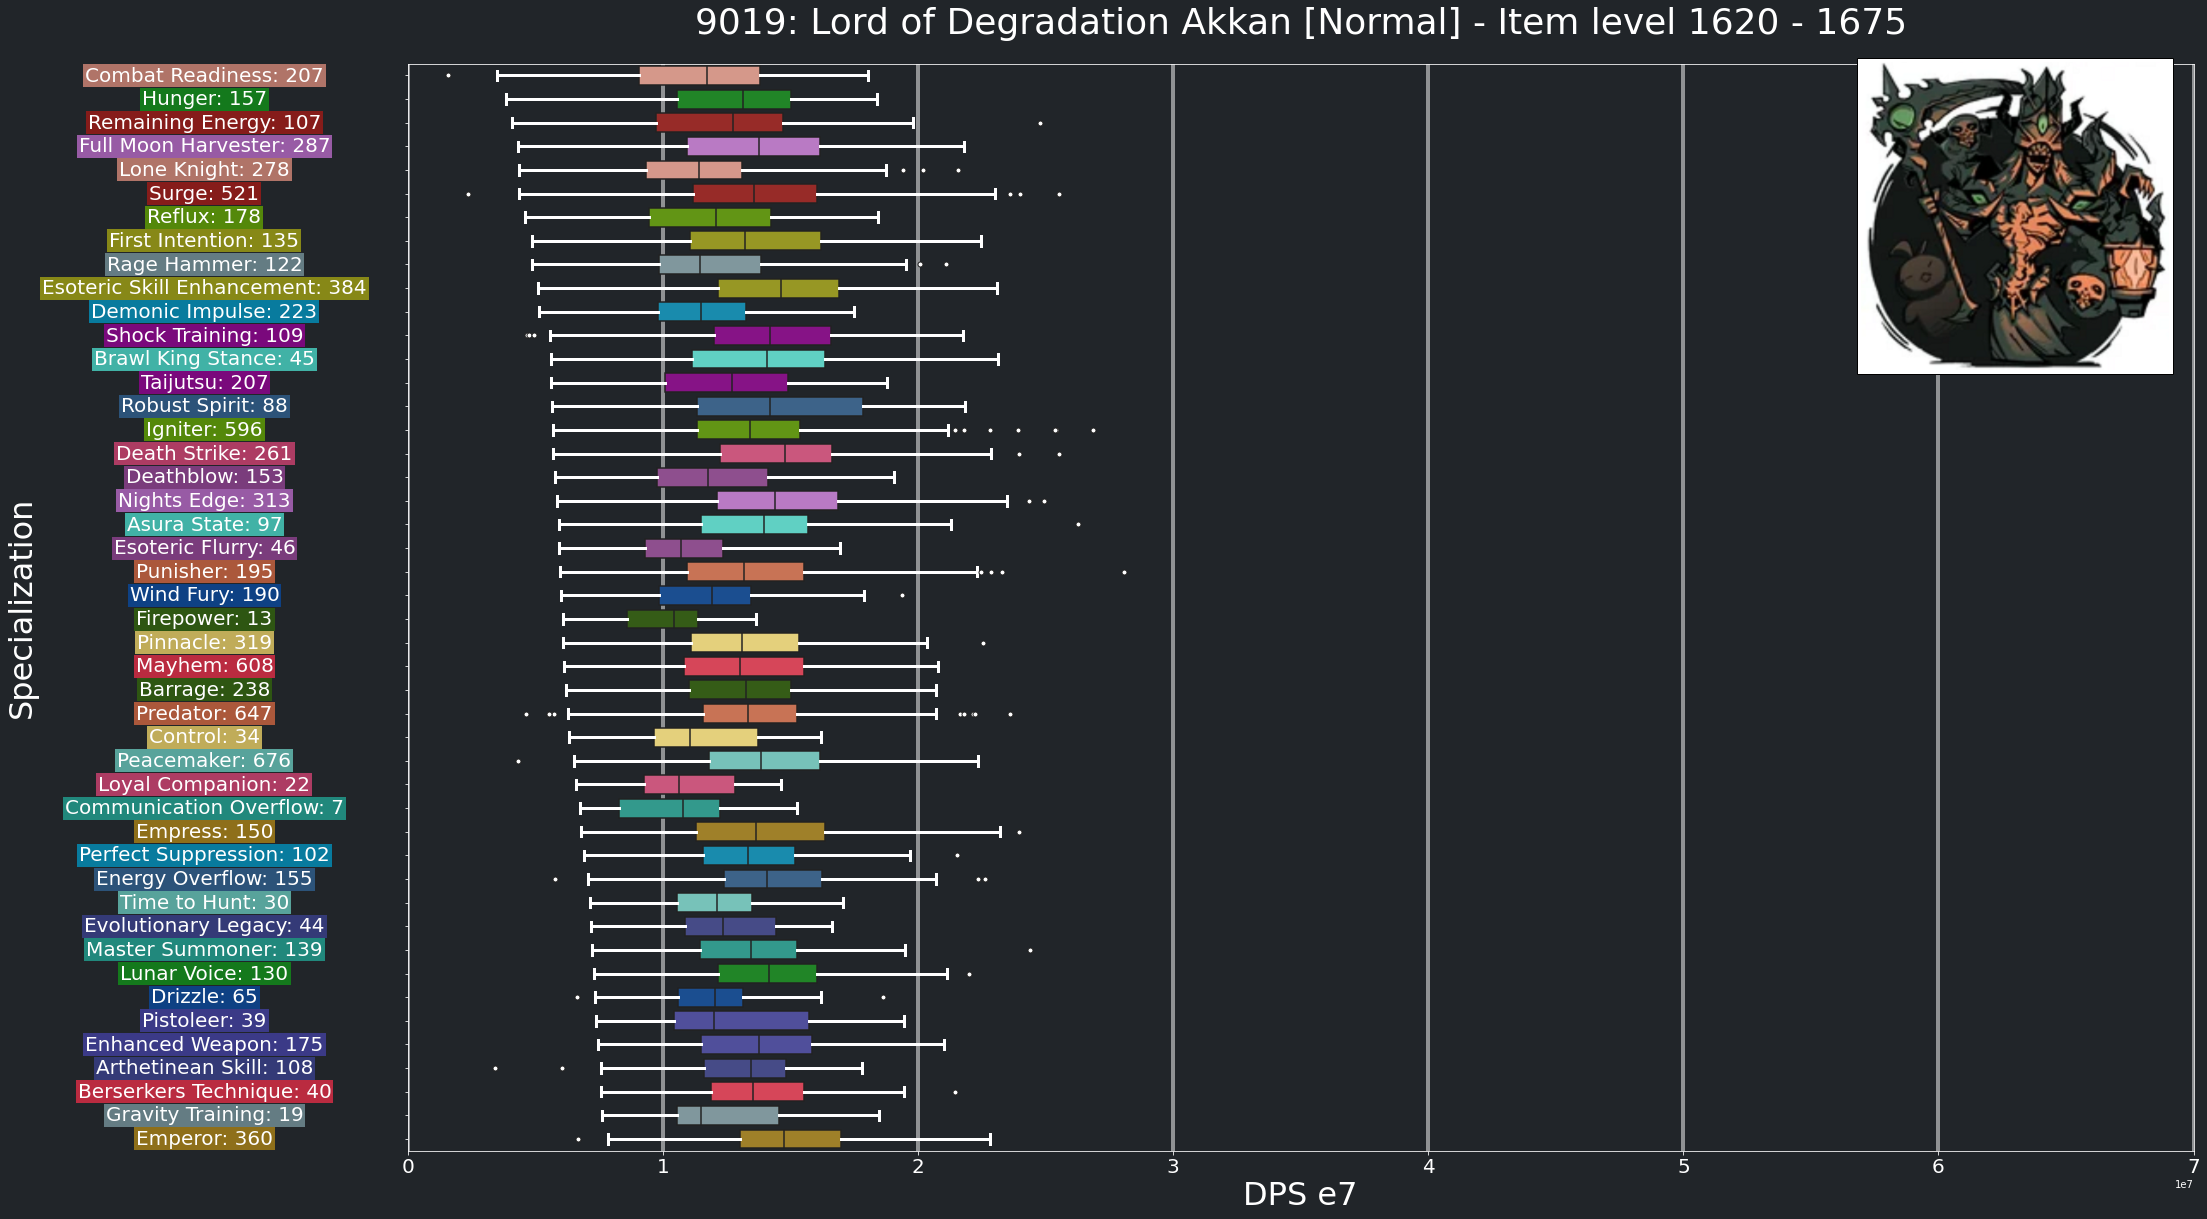 9019: Lord of Degradation Akkan [Normal] - Item level 1620 - 1675
Combat Readiness: 207
Hunger: 157
Remaining Energy: 107
Full Moon Harvester: 287
Lone Knight: 278
Surge: 521
Reflux: 178
First Intention: 135
Rage Hammer: 122
Esoteric Skill Enhancement: 384
Demonic Impulse: 223
Shock Training: 109
Brawl King Stance: 45
Taijutsu: 207
Robust Spirit: 88
Igniter: 596
Death Strike: 261
Deathblow: 153
Nights Edge: 313
Asura State: 97
Esoteric Flurry: 46
Punisher: 195
Wind Fury: 190
Firepower: 13
Pinnacle: 319
Mayhem: 608
Barrage: 238
Predator: 647
Control: 34
Peacemaker: 676
Loyal Companion: 22
Communication Overflow: 7
Empress: 150
Perfect Suppression: 102
Energy Overflow: 155
Time to Hunt: 30
Evolutionary Legacy: 44
Master Summoner: 139
Lunar Voice: 130
Drizzle: 65
Pistoleer: 39
Enhanced Weapon: 175
Arthetinean Skill: 108
Berserkers Technique: 40
Gravity Training: 19
Emperor: 360
Specialization
0 1 2 3 4 5 6 7
1e7
DPS e7